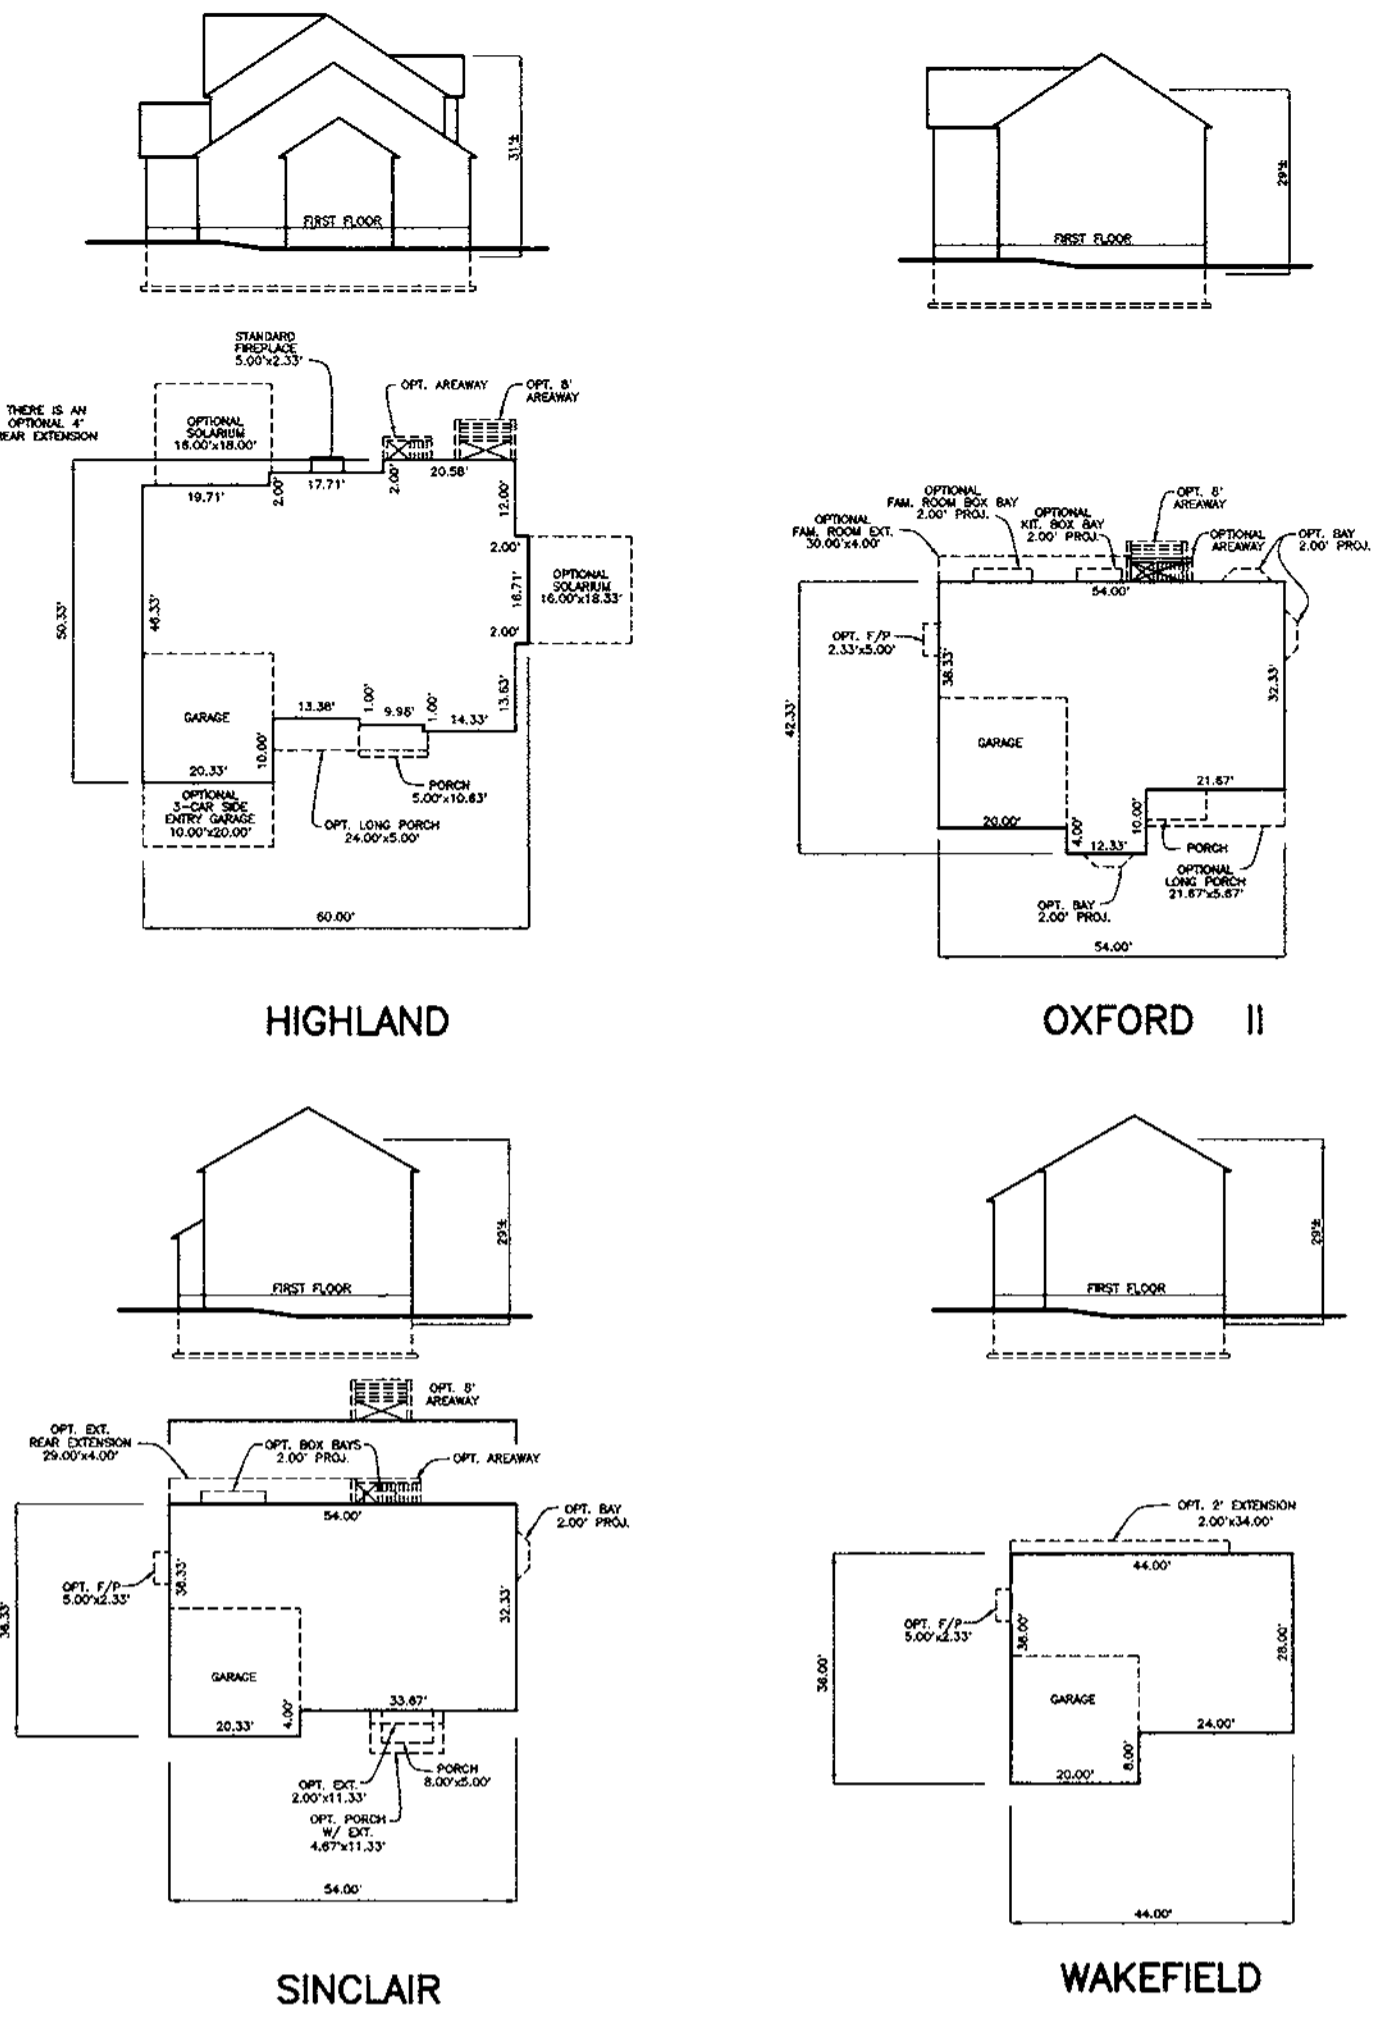 31'±
FIRST FLOOR
STANDARD
FIREPLACE
5.00'x2.33'
OPT. AREAWAY
OPT. 8'
AREAWAY
THERE IS AN
OPTIONAL 4'
REAR EXTENSION
OPTIONAL
SOLARIUM
16.00'x18.00'
19.71'
2.00'
17.71'
2.00'
20.58'
12.00'
2.00'
16.71'
OPTIONAL
SOLARIUM
16.00'x18.33'
2.00'
50.33'
46.33'
13.63'
GARAGE
13.38'
1.00'
9.98'
1.00'
14.33'
10.00'
20.33'
PORCH
5.00'x10.63'
OPTIONAL
3-CAR SIDE
ENTRY GARAGE
10.00'x20.00'
OPT. LONG PORCH
24.00'x5.00'
60.00'
HIGHLAND
29'±
FIRST FLOOR
OPTIONAL
FAM. ROOM BOX BAY
2.00' PROJ.
OPT. 8'
AREAWAY
OPTIONAL
FAM. ROOM EXT.
30.00'x4.00'
OPTIONAL
KIT. BOX BAY
2.00' PROJ.
OPTIONAL
AREAWAY
OPT. BAY
2.00' PROJ.
54.00'
OPT. F/P
2.33'x5.00'
38.33'
32.33'
42.33'
GARAGE
21.67'
20.00'
4.00'
12.33'
10.00'
PORCH
OPTIONAL
LONG PORCH
21.67'x5.67'
OPT. BAY
2.00' PROJ.
54.00'
OXFORD II
29'±
FIRST FLOOR
OPT. 8'
AREAWAY
OPT. EXT.
REAR EXTENSION
29.00'x4.00'
OPT. BOX BAYS
2.00' PROJ.
OPT. AREAWAY
54.00'
OPT. BAY
2.00' PROJ.
OPT. F/P
5.00'x2.33'
36.33'
32.33'
36.33'
GARAGE
33.67'
4.00'
20.33'
PORCH
8.00'x5.00'
OPT. EXT.
2.00'x11.33'
OPT. PORCH
W/ EXT.
4.67'x11.33'
54.00'
SINCLAIR
29'±
FIRST FLOOR
OPT. 2' EXTENSION
2.00'x34.00'
44.00'
OPT. F/P
5.00'x2.33'
36.00'
28.00'
36.00'
GARAGE
24.00'
8.00'
20.00'
44.00'
WAKEFIELD